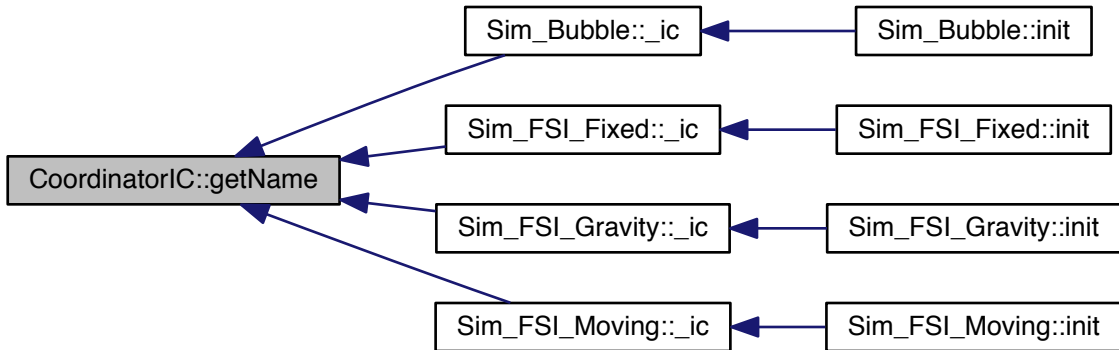 Sim_Bubble::_ic
Sim_Bubble::init
Sim_FSI_Fixed::_ic
Sim_FSI_Fixed::init
CoordinatorIC::getName
Sim_FSI_Gravity::_ic
Sim_FSI_Gravity::init
Sim_FSI_Moving::_ic
Sim_FSI_Moving::init